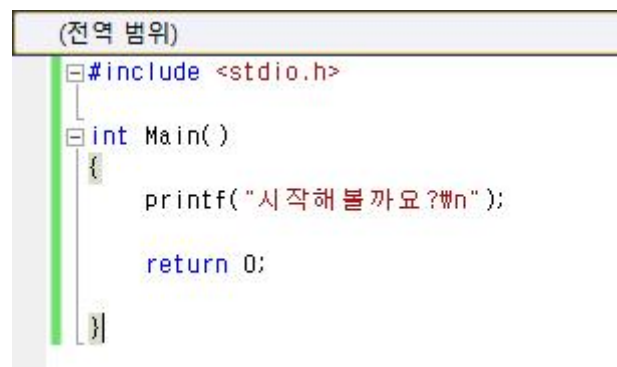 (전역 범위)
#include <stdio.h>
int Main()
{
printf("시작해볼까요?₩n");
return 0;
}